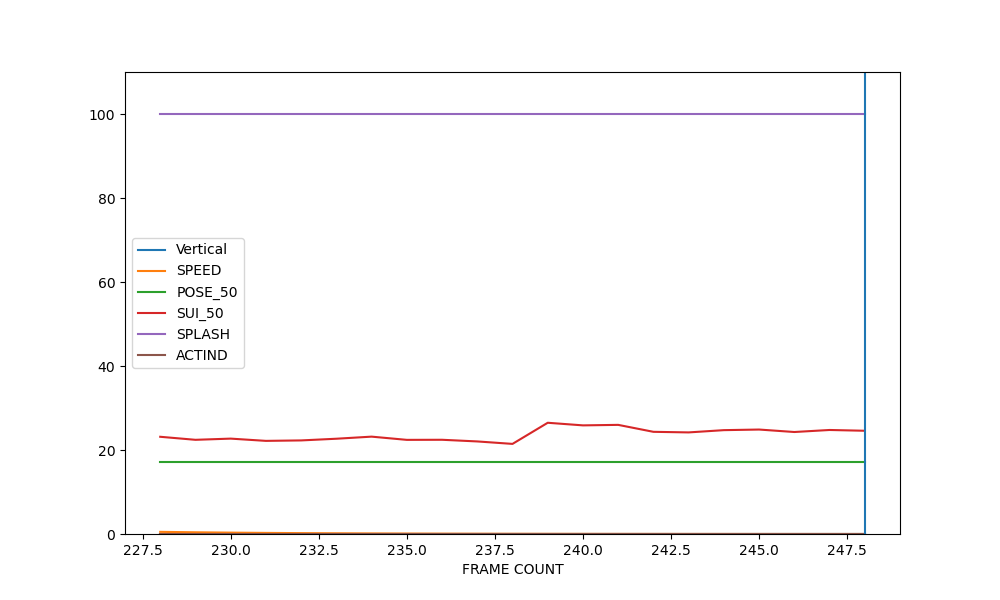 100
80
60
40
20
0
Vertical
SPEED
POSE_50
SUI_50
SPLASH
ACTIND
227.5 230.0 232.5 235.0 237.5 240.0 242.5 245.0 247.5
FRAME COUNT